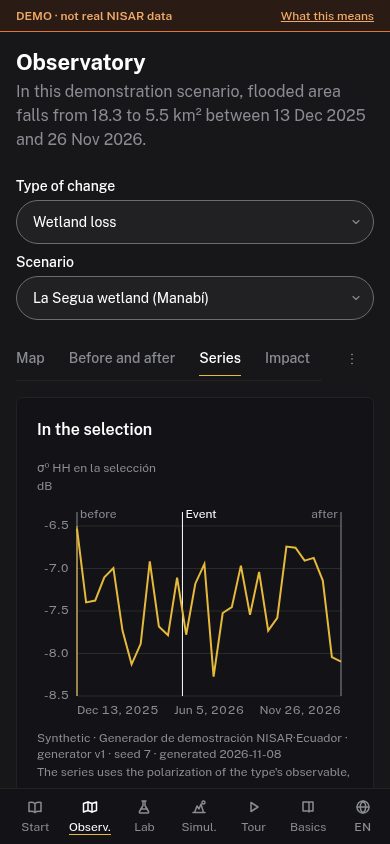 DEMO · not real NISAR data
What this means
Observatory
In this demonstration scenario, flooded area
falls from 18.3 to 5.5 km² between 13 Dec 2025
and 26 Nov 2026.
Type of change
Wetland loss
Scenario
La Segua wetland (Manabí)
Map Before and after Series Impact ⋮
In the selection
σ⁰ HH en la selección
dB
before Event after
-6.5
-7.0
-7.5
-8.0
-8.5
Dec 13, 2025 Jun 5, 2026 Nov 26, 2026
Synthetic · Generador de demostración NISAR·Ecuador ·
generator v1 · seed 7 · generated 2026-11-08
The series uses the polarization of the type's observable,
Start Observ. Lab Simul. Tour Basics EN